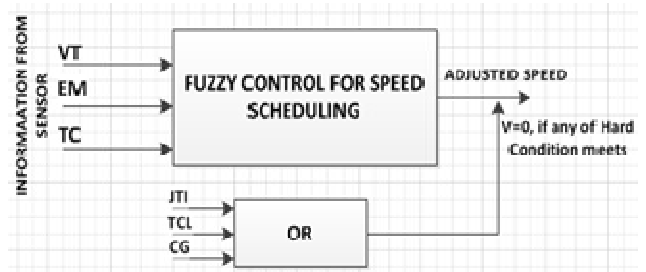 INFORMAATION FROM
SENSOR
VT
EM
TC
FUZZY CONTROL FOR SPEED
SCHEDULING
ADJUSTED SPEED
V=0, if any of Hard
Condition meets
JTI
TCL
CG
OR